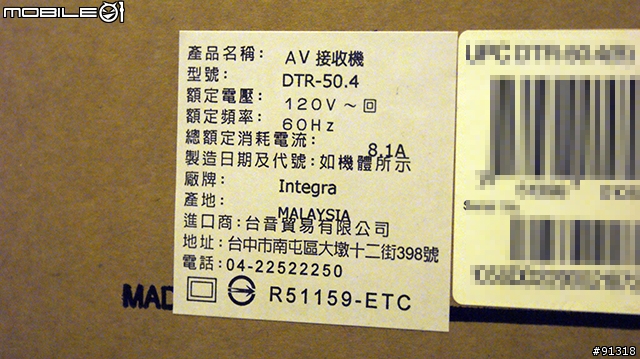 MOBILE01
產品名稱: AV接收機
型號: DTR-50.4
額定電壓: 120V～回
額定頻率: 60Hz
總額定消耗電流: 8.1A
製造日期及代號:如機體所示
廠牌: Integra
產地: MALAYSIA
進口商:台音貿易有限公司
地址:台中市南屯區大墩十二街398號
電話:04-22522250
R51159-ETC
MAD
#91318